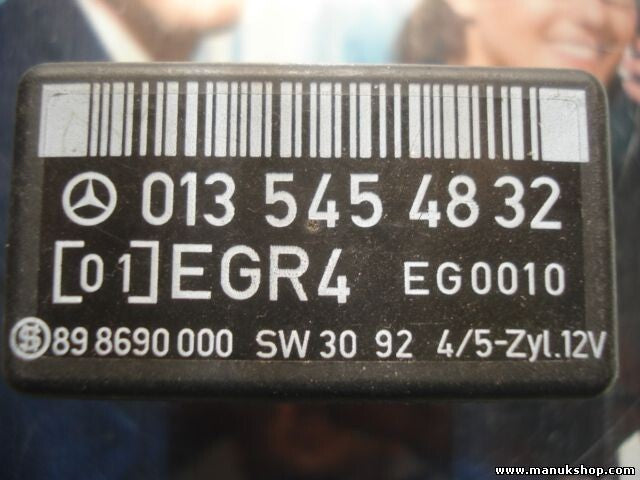 013 545 48 32
[01] EGR4 EG0010
89 8690 000 SW 30 92 4/5-Zyl.12V
www.manukshop.com